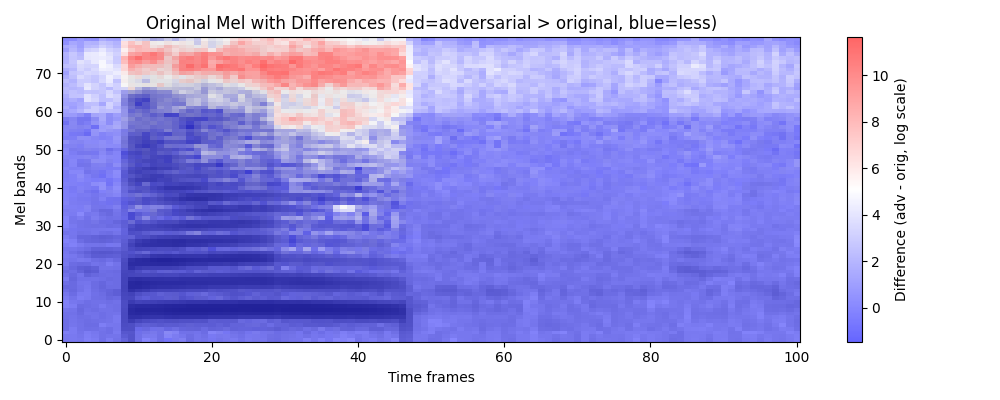 Original Mel with Differences (red=adversarial > original, blue=less)
Mel bands
70
60
50
40
30
20
10
0
0 20 40 60 80 100
Time frames
10
8
6
4
2
0
Difference (adv - orig, log scale)